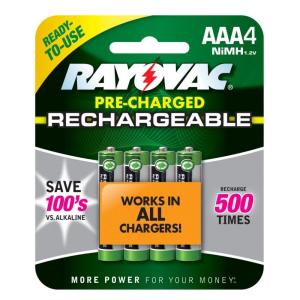 READY-
TO-USE
AAA4
NiMH 1.2V
RAYOVAC
PRE-CHARGED
RECHARGEABLE
SAVE
100's
VS. ALKALINE
WORKS IN
ALL
CHARGERS!
RECHARGE
500
TIMES
MORE POWER FOR YOUR MONEY